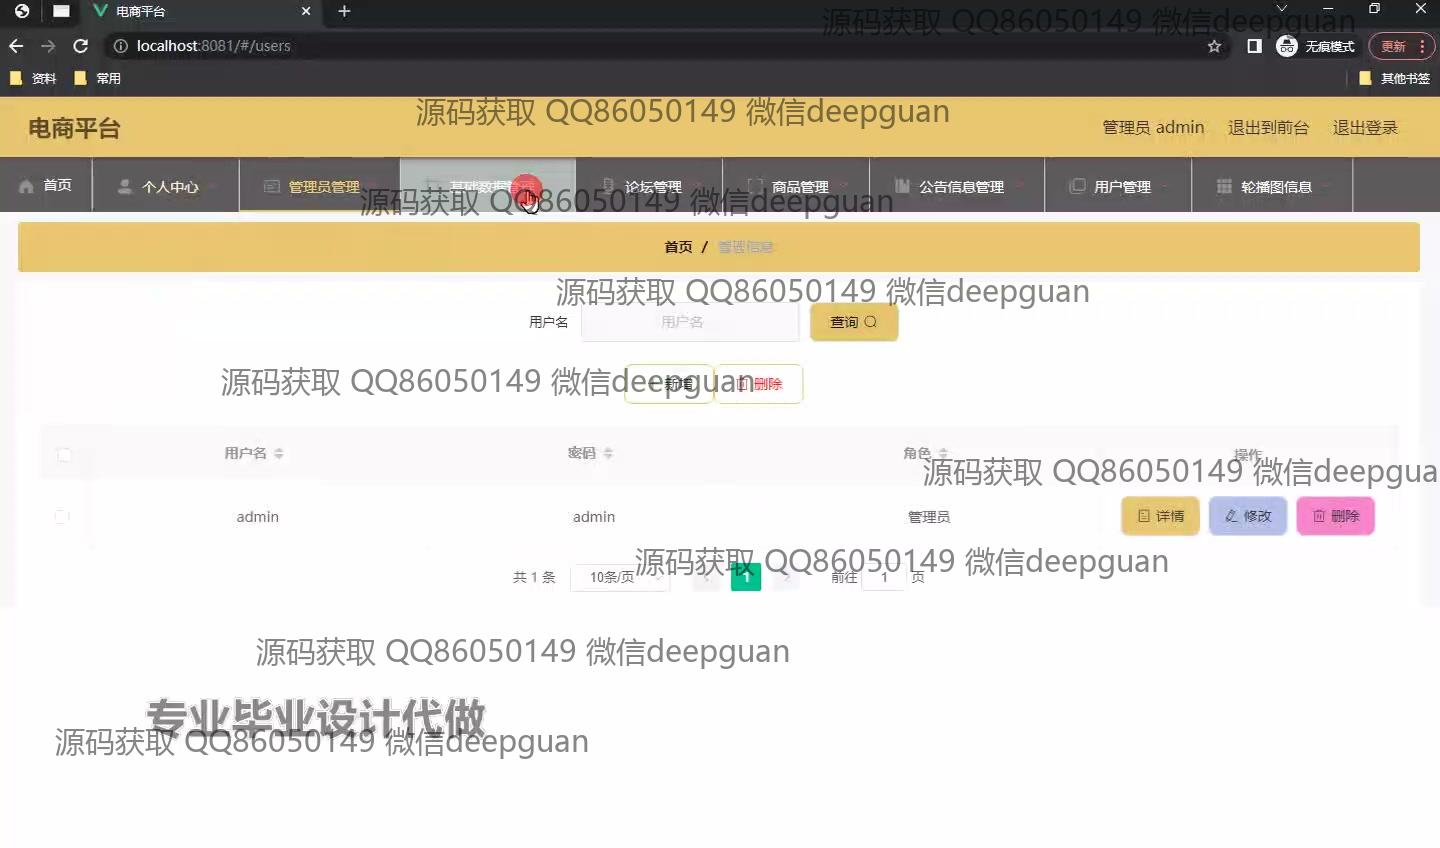 电商平台
源码获取 QQ86050149 微信deepguan
localhost:8081/#/users
无痕模式
更新
资料
常用
其他书签
源码获取 QQ86050149 微信deepguan
电商平台
管理员 admin
退出到前台
退出登录
首页
个人中心
管理员管理
基础数据管理
论坛管理
商品管理
公告信息管理
用户管理
轮播图信息
源码获取 QQ86050149 微信deepguan
首页 / 管理信息
源码获取 QQ86050149 微信deepguan
用户名
用户名
查询
源码获取 QQ86050149 微信deepguan
新增
删除
用户名
密码
角色
操作
源码获取 QQ86050149 微信deepgua
admin
admin
管理员
详情
修改
删除
源码获取 QQ86050149 微信deepguan
共 1 条
10条/页
1
前往 1 页
源码获取 QQ86050149 微信deepguan
专业毕业设计代做
源码获取 QQ86050149 微信deepguan